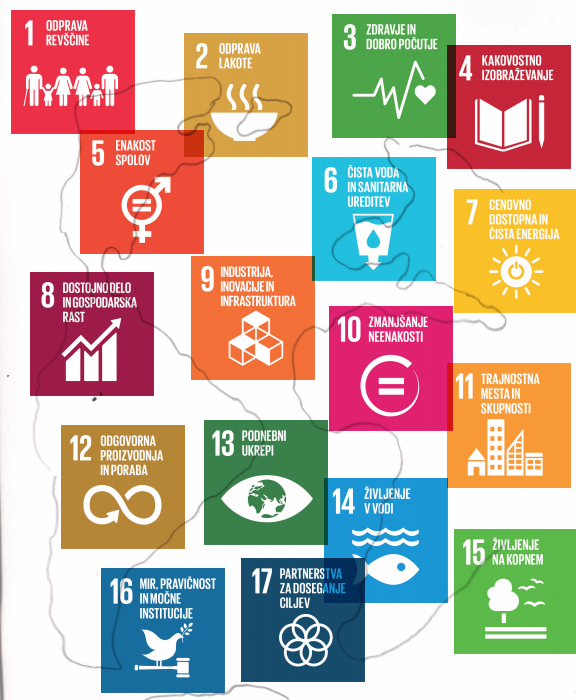 1 ODPRAVA
REVŠČINE
2 ODPRAVA
LAKOTE
3 ZDRAVJE IN
DOBRO POČUTJE
4 KAKOVOSTNO
IZOBRAŽEVANJE
5 ENAKOST
SPOLOV
6 ČISTA VODA
IN SANITARNA
UREDITEV
7 CENOVNO
DOSTOPNA IN
ČISTA ENERGIJA
8 DOSTOJNO DELO
IN GOSPODARSKA
RAST
9 INDUSTRIJA,
INOVACIJE IN
INFRASTRUKTURA
10 ZMANJŠANJE
NEENAKOSTI
11 TRAJNOSTNA
MESTA IN
SKUPNOSTI
12 ODGOVORNA
PROIZVODNJA
IN PORABA
13 PODNEBNI
UKREPI
14 ŽIVLJENJE
V VODI
15 ŽIVLJENJE
NA KOPNEM
16 MIR, PRAVIČNOST
IN MOČNE
INSTITUCIJE
17 PARTNERSTVA
ZA DOSEGANJE
CILJEV